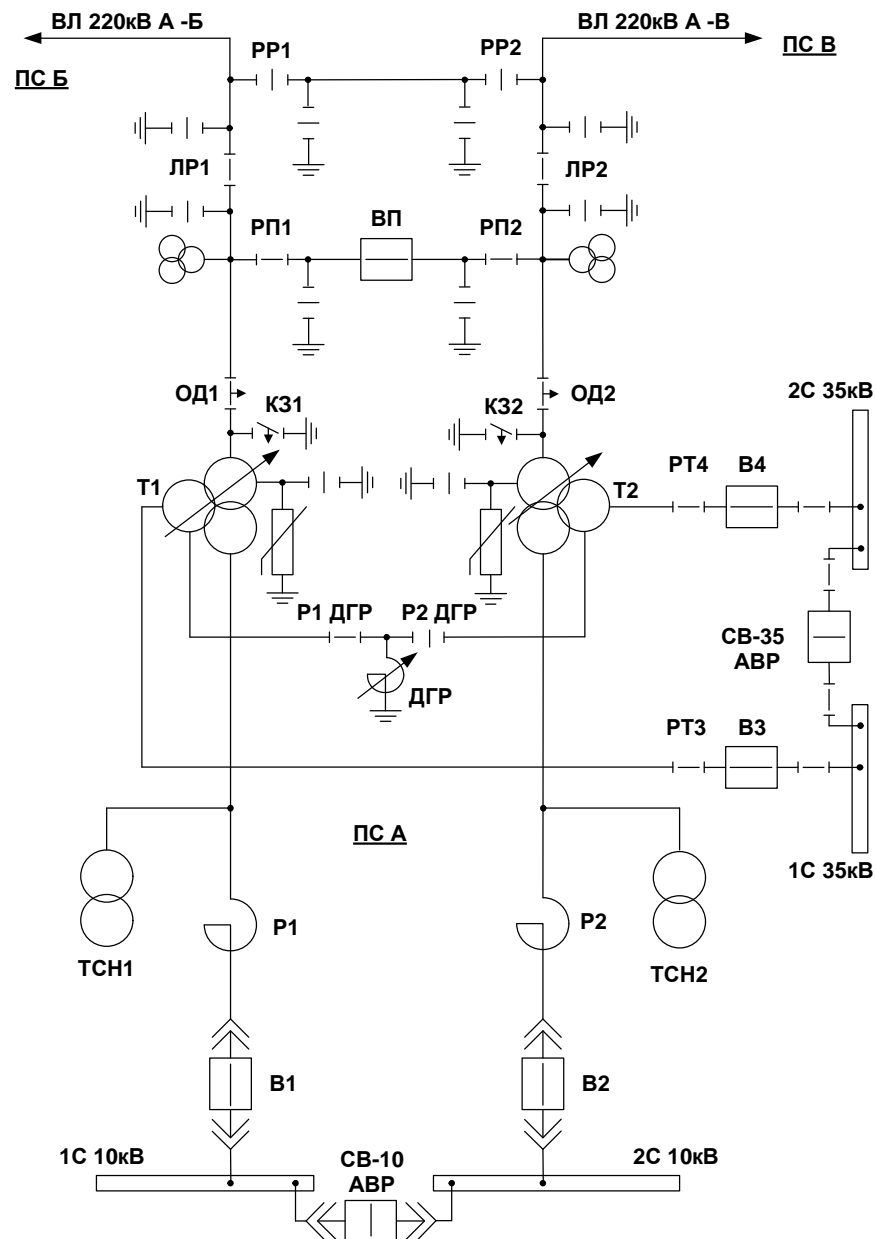 ВЛ 220кВ А -Б
ВЛ 220кВ А -В
РР1
РР2
ПС Б
ПС В
ЛР1
ЛР2
РП1
ВП
РП2
ОД1
КЗ1
КЗ2
ОД2
2С 35кВ
Т1
Т2
РТ4
В4
Р1 ДГР
Р2 ДГР
СВ-35
АВР
ДГР
РТ3
В3
ПС А
1С 35кВ
Р1
Р2
ТСН1
ТСН2
В1
В2
1С 10кВ
СВ-10
АВР
2С 10кВ